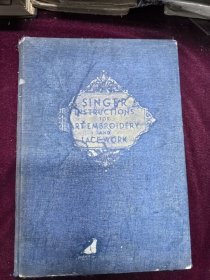 SINGER
INSTRUCTIONS
FOR
ART EMBROIDERY
AND
LACE WORK